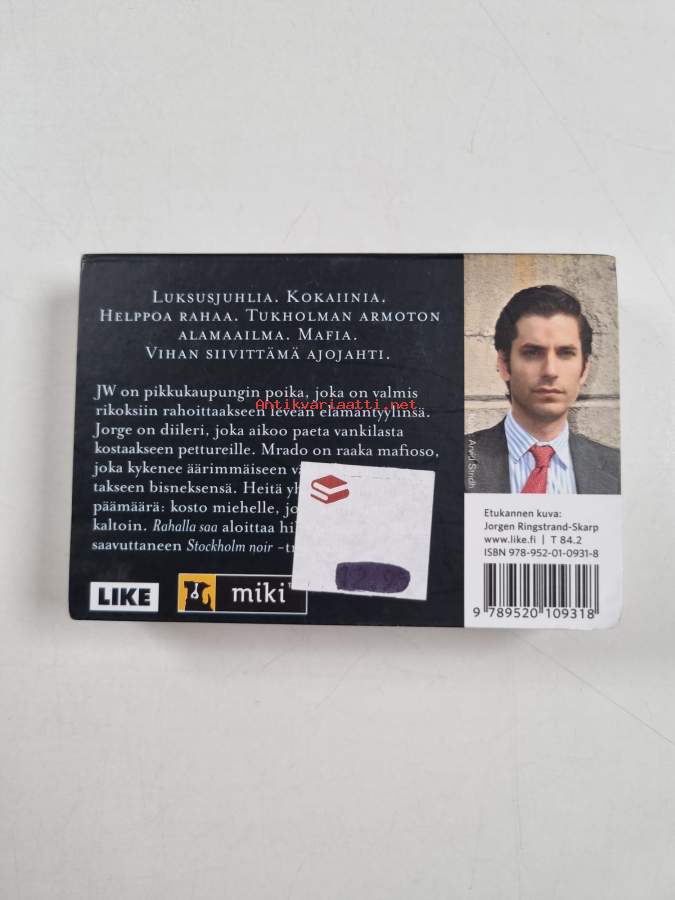 LUKSUSJUHLIA. KOKAIINIA.
HELPPOA RAHAA. TUKHOLMAN ARMOTON
ALAMAAILMA. MAFIA.
VIHAN SIIVITTÄMÄ AJOJAHTI.
JW on pikkukaupungin poika, joka on valmis
rikoksiin rahoittaakseen leveän elämäntyylinsä.
Antikvariaatti.net
Jorge on diileri, joka aikoo paeta vankilasta
kostaakseen pettureille. Mrado on raaka mafioso,
joka kykenee äärimmäiseen
takseen bisneksensä. Heitä
päämäärä: kosto miehelle,
kaltoin. Rahalla saa aloittaa
saavuttaneen Stockholm noir
LIKE
miki
Arvid Stridh
Etukannen kuva:
Jorgen Ringstrand-Skarp
www.like.fi | T 84.2
ISBN 978-952-01-0931-8
9 789520 109318